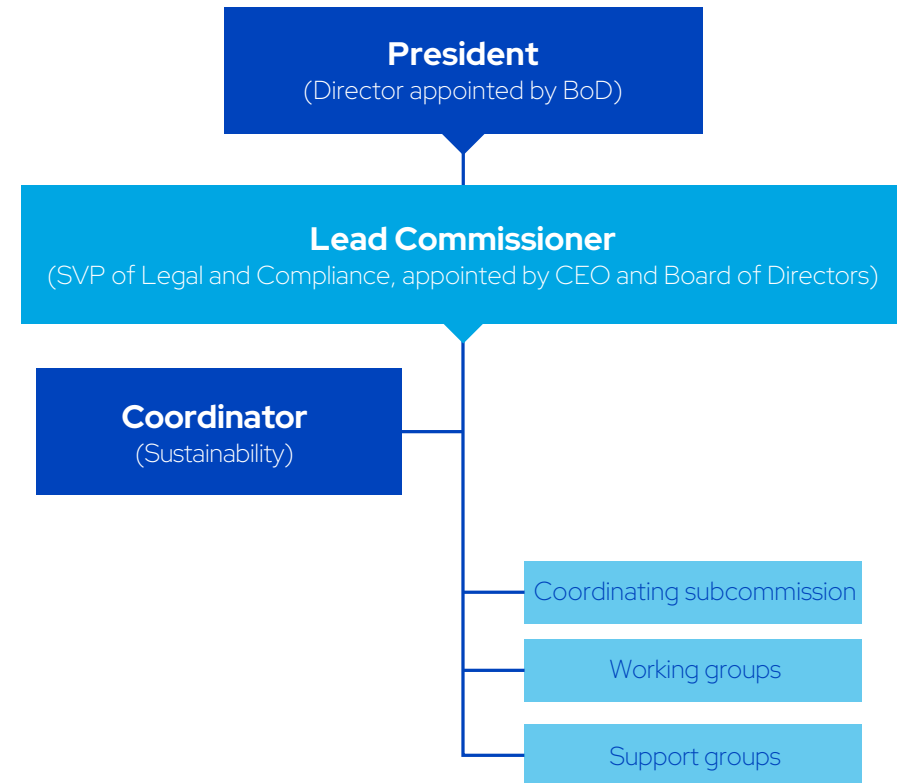 President
(Director appointed by BoD)
Lead Commissioner
(SVP of Legal and Compliance, appointed by CEO and Board of Directors)
Coordinator
(Sustainability)
Coordinating subcommission
Working groups
Support groups